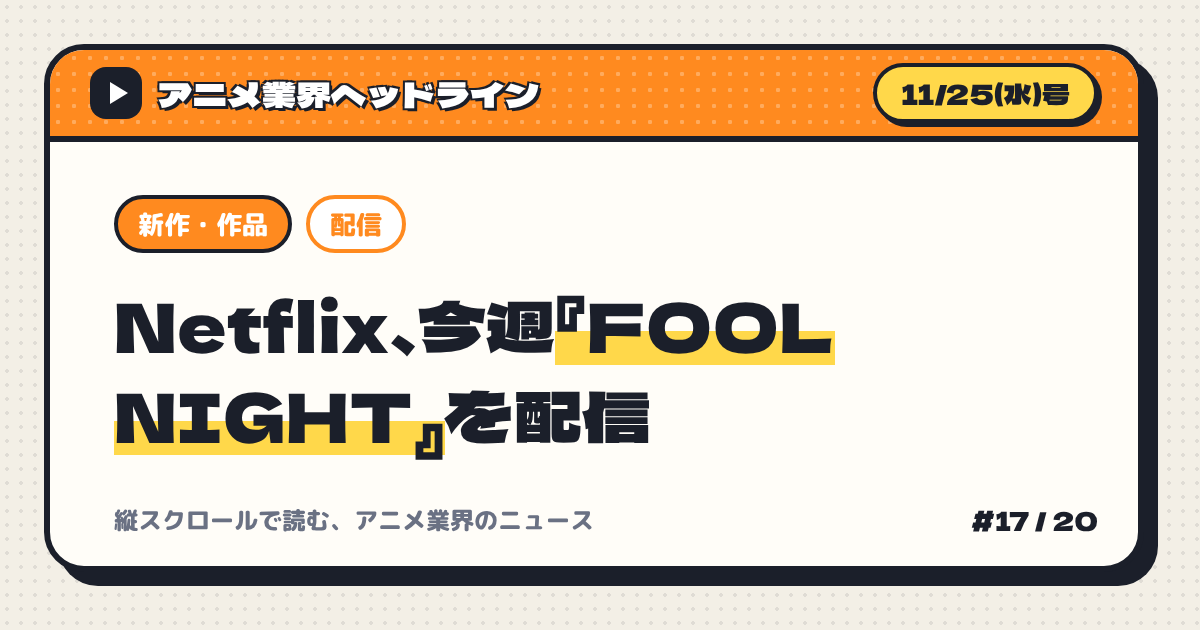 アニメ業界ヘッドライン
11/25(水)号
新作・作品
配信
Netflix、今週『FOOL
NIGHT』を配信
縦スクロールで読む、アニメ業界のニュース
#17 / 20